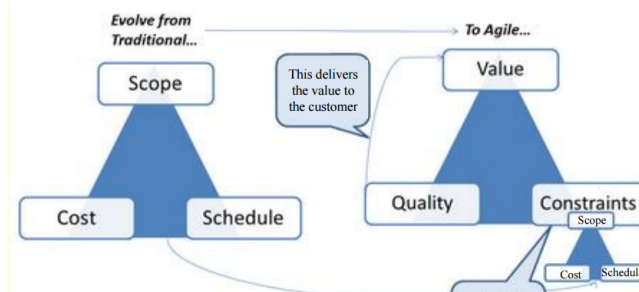 Evolve from
Traditional...
To Agile...
Scope
This delivers
the value to
the customer
Value
Cost
Schedule
Quality
Constraints
Scope
Cost
Schedul